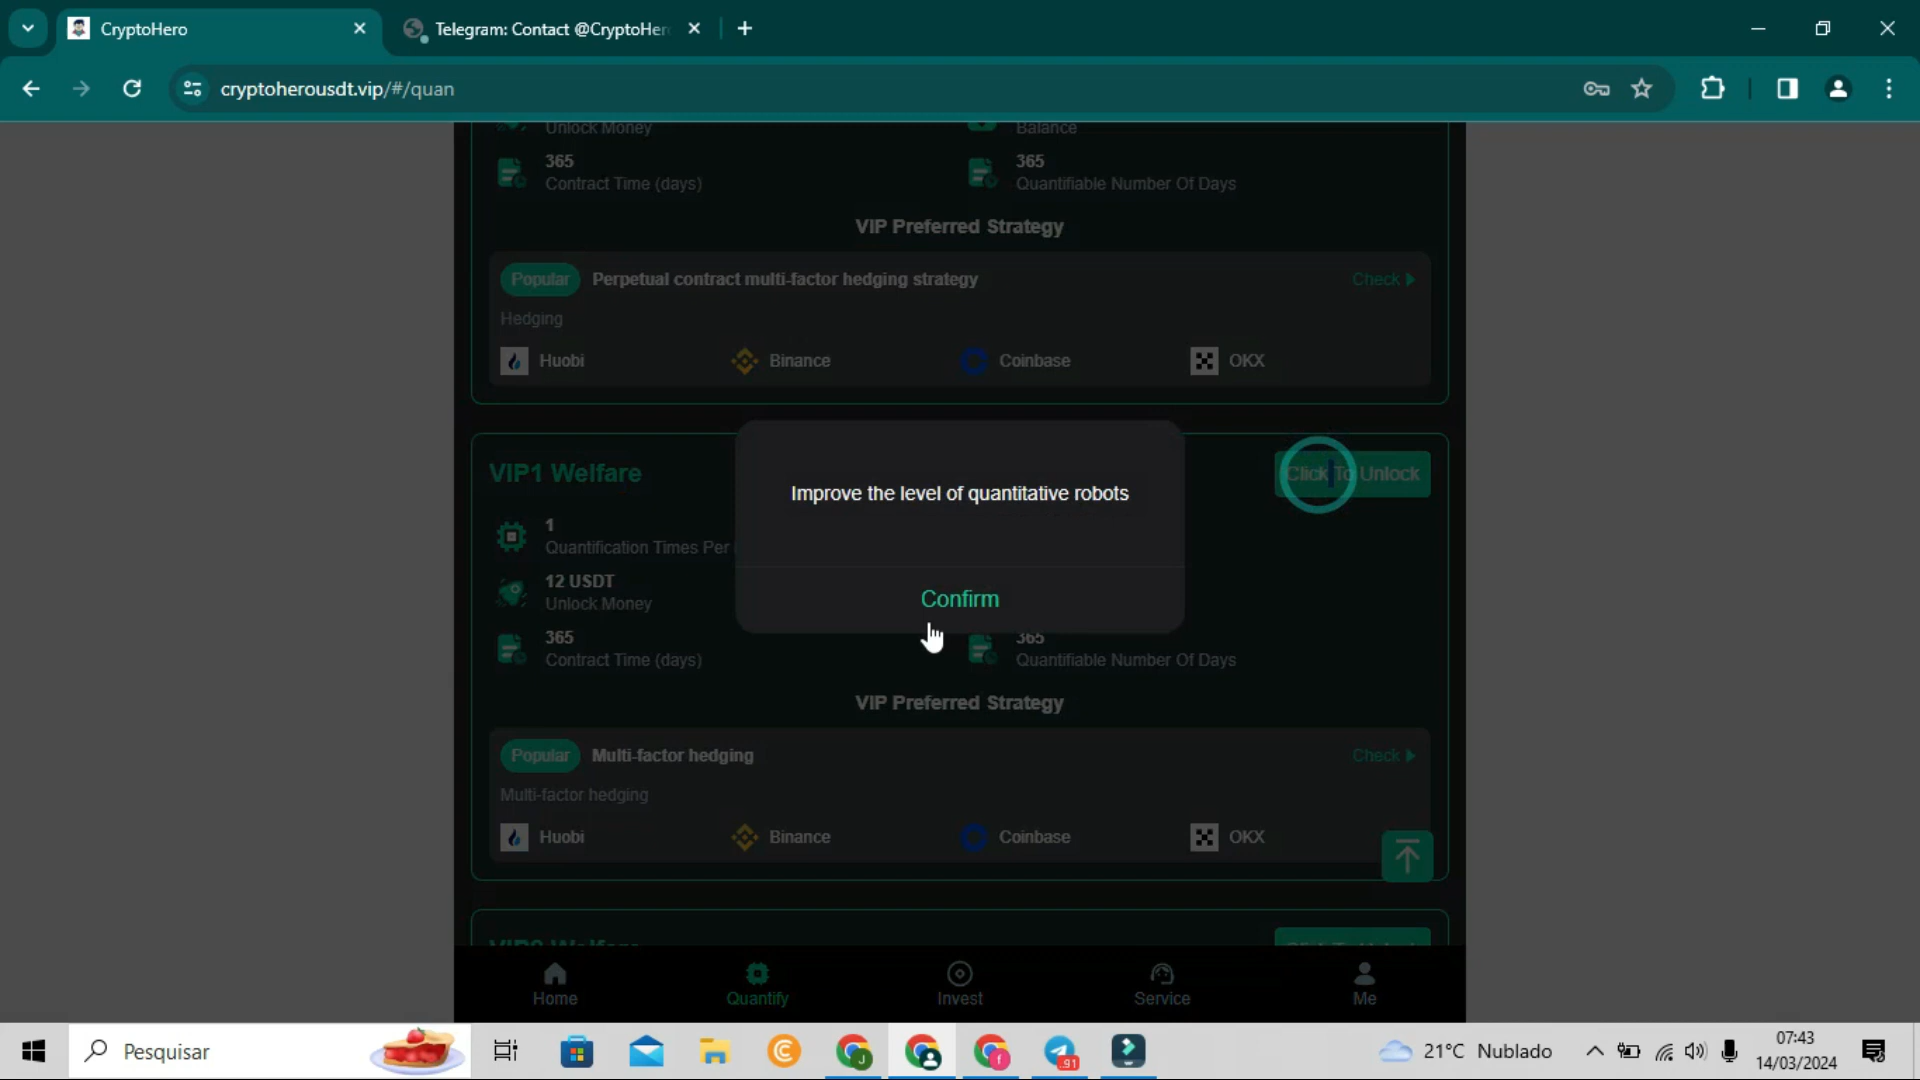 CryptoHero
Telegram: Contact @CryptoHer
cryptoherousdt.vip/#/quan
Unlock Money
Balance
365
Contract Time (days)
365
Quantifiable Number Of Days
VIP Preferred Strategy
Popular
Perpetual contract multi-factor hedging strategy
Check
Hedging
Huobi
Binance
Coinbase
OKX
VIP1 Welfare
Click To Unlock
1
Quantification Times Per
12 USDT
Unlock Money
365
Contract Time (days)
365
Quantifiable Number Of Days
Improve the level of quantitative robots
Confirm
VIP Preferred Strategy
Popular
Multi-factor hedging
Check
Multi-factor hedging
Huobi
Binance
Coinbase
OKX
Home
Quantify
Invest
Service
Me
Pesquisar
91
21°C Nublado
07:43
14/03/2024